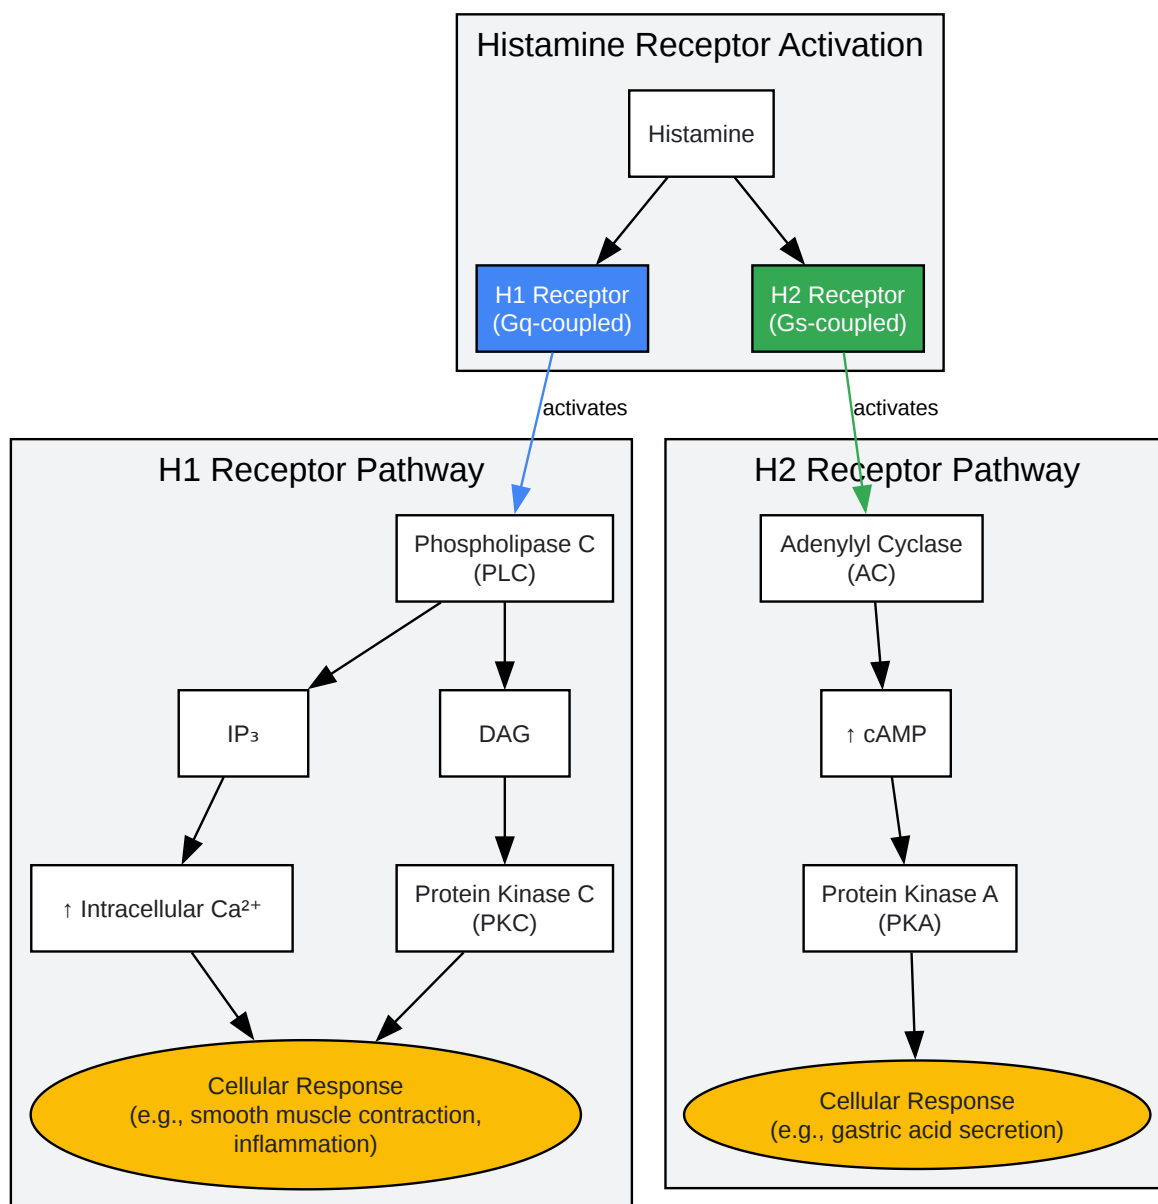 Histamine Receptor Activation
Histamine
H1 Receptor
(Gq-coupled)
H2 Receptor
(Gs-coupled)
activates
activates
H1 Receptor Pathway
H2 Receptor Pathway
Phospholipase C
(PLC)
Adenylyl Cyclase
(AC)
IP₃
DAG
↑ cAMP
↑ Intracellular Ca²⁺
Protein Kinase C
(PKC)
Protein Kinase A
(PKA)
Cellular Response
(e.g., smooth muscle contraction,
inflammation)
Cellular Response
(e.g., gastric acid secretion)